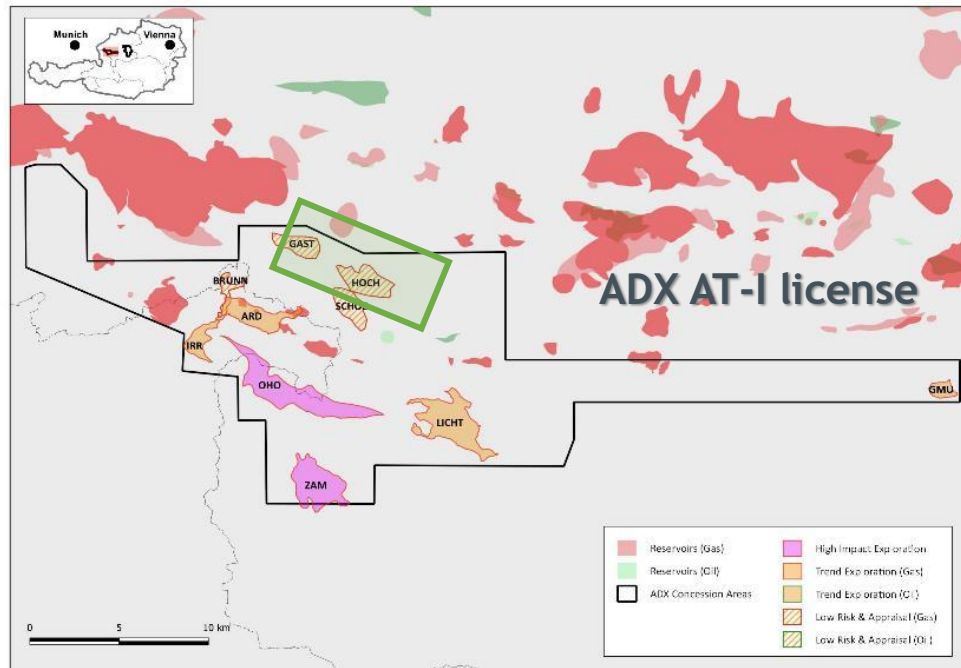 Munich
Vienna
GAST
BRUNN
HOCH
SCHOE
ARD
ADX AT-I license
IRR
OHO
GMU
LICHT
ZAM
Reservoirs (Gas)
Reservoirs (Oil)
ADX Concession Areas
High Impact Exploration
Trend Exploration (Gas)
Trend Exploration (Oil)
Low Risk & Appraisal (Gas)
Low Risk & Appraisal (Oil)
0
5
10 km